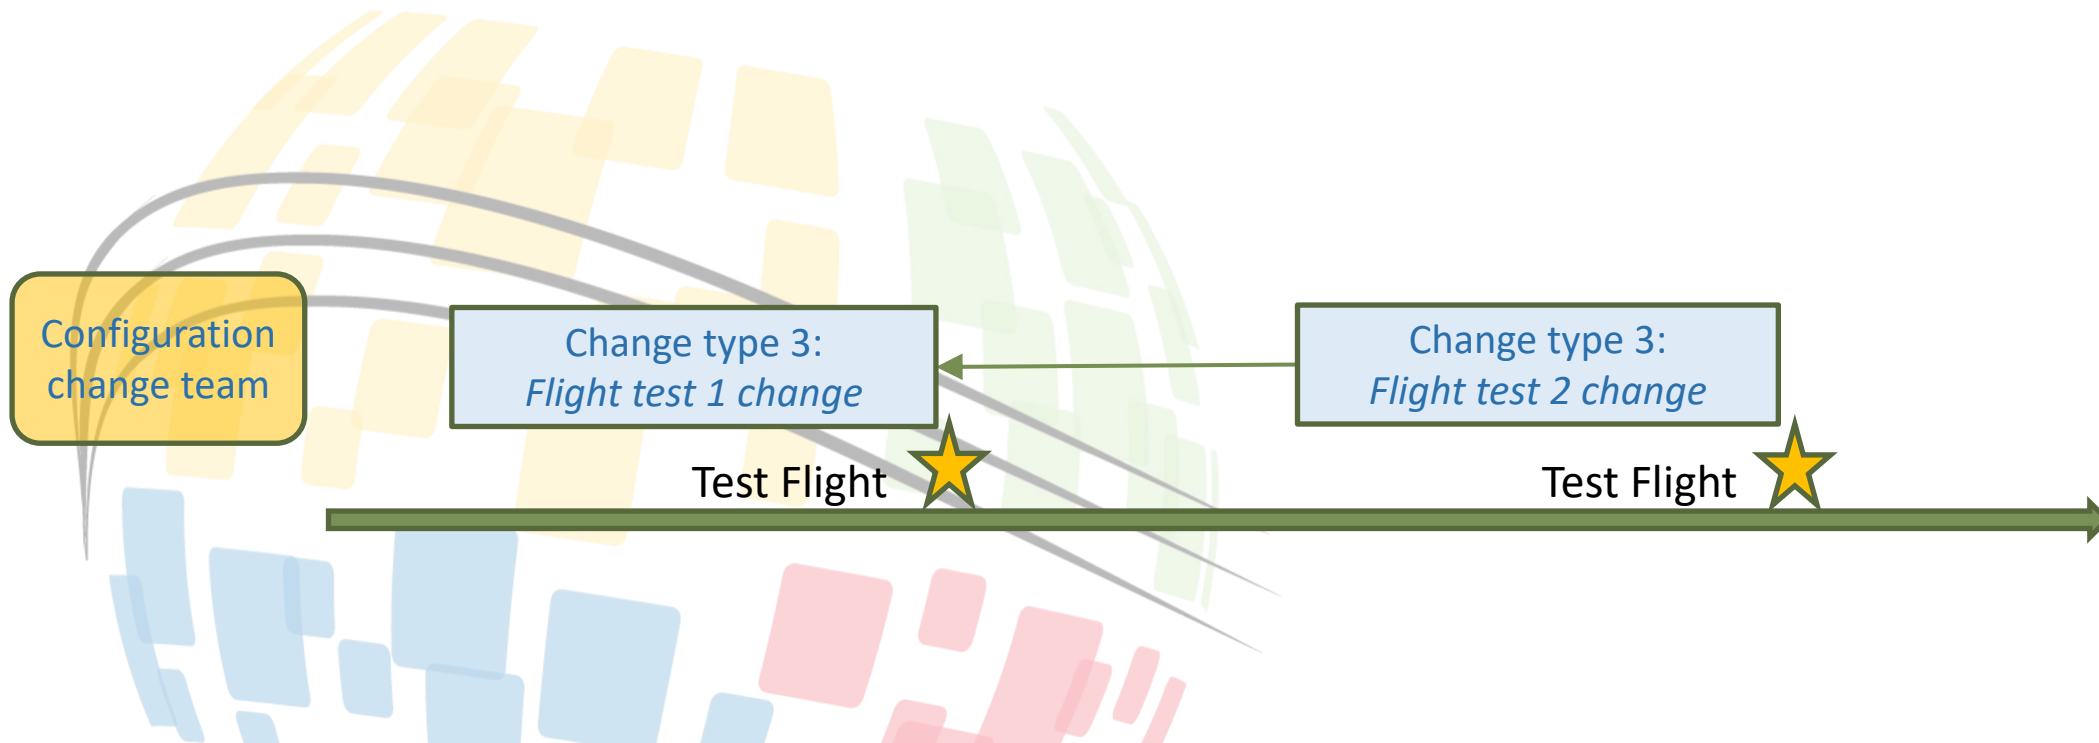 Configuration
change team
Change type 3:
Flight test 1 change
Change type 3:
Flight test 2 change
Test Flight
Test Flight